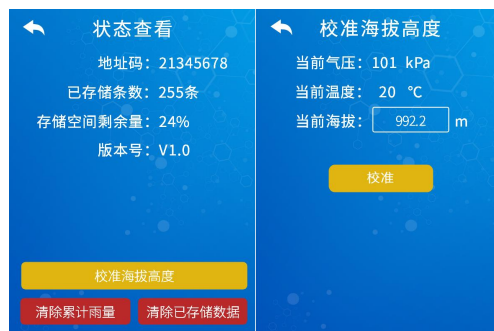 状态查看
地址码：21345678
已存储条数：255条
存储空间剩余量：24%
版本号：V1.0
校准海拔高度
清除累计雨量
清除已存储数据
校准海拔高度
当前气压：101 kPa
当前温度：20 ℃
当前海拔：992.2 m
校准